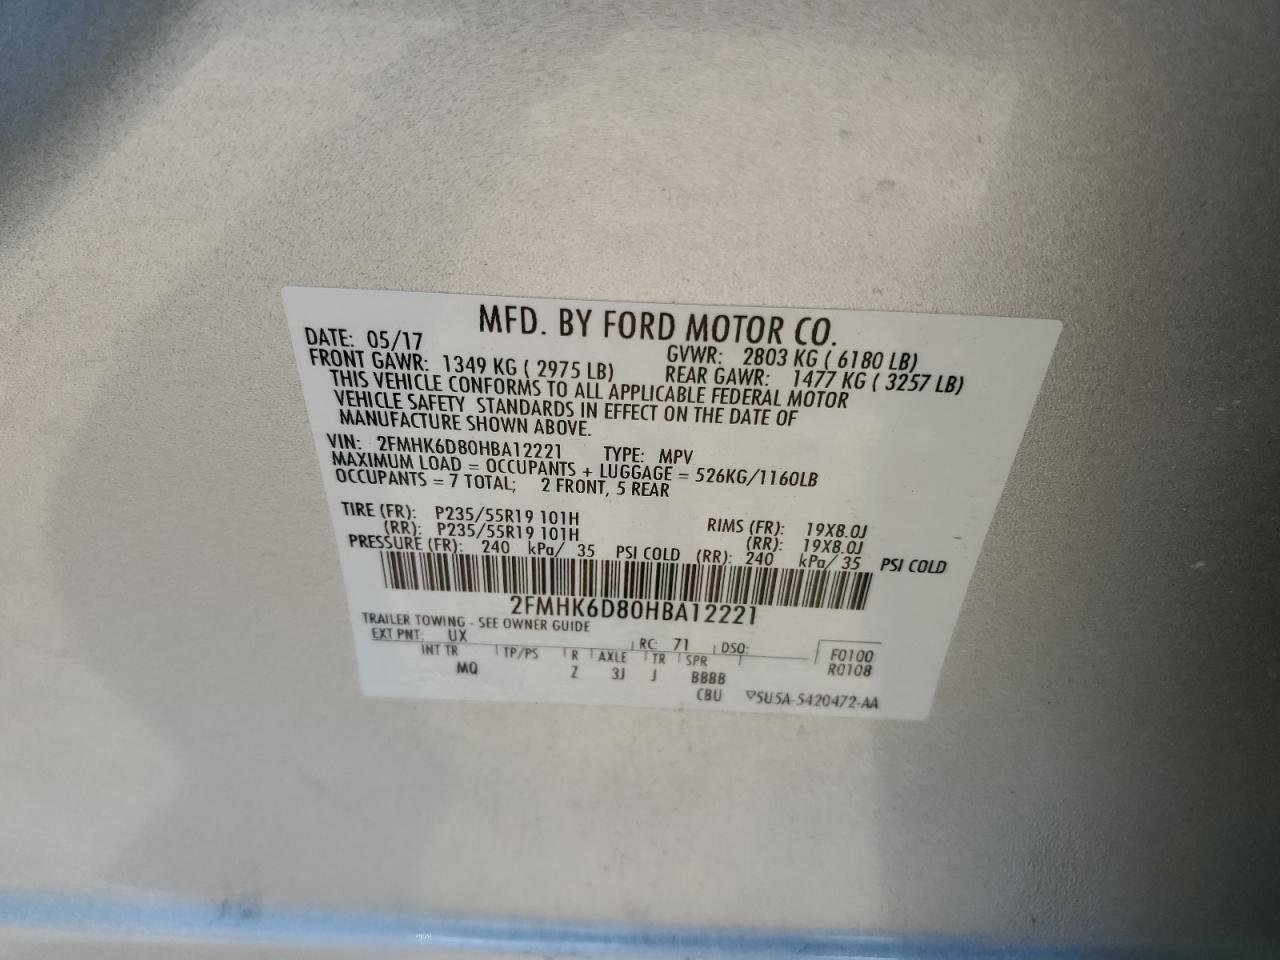 MFD. BY FORD MOTOR CO.
DATE: 05/17 GVWR: 2803 KG ( 6180 LB)
FRONT GAWR: 1349 KG ( 2975 LB) REAR GAWR: 1477 KG ( 3257 LB)
THIS VEHICLE CONFORMS TO ALL APPLICABLE FEDERAL MOTOR
VEHICLE SAFETY STANDARDS IN EFFECT ON THE DATE OF
MANUFACTURE SHOWN ABOVE.
VIN: 2FMHK6D80HBA12221 TYPE: MPV
MAXIMUM LOAD = OCCUPANTS + LUGGAGE = 526KG/1160LB
OCCUPANTS = 7 TOTAL; 2 FRONT, 5 REAR
TIRE (FR): P235/55R19 101H RIMS (FR): 19X8.0J
(RR): P235/55R19 101H (RR): 19X8.0J
PRESSURE (FR): 240 kPa/ 35 PSI COLD (RR): 240 kPa/ 35 PSI COLD
2FMHK6D80HBA12221
TRAILER TOWING - SEE OWNER GUIDE
EXT PNT: UX RC: 71 DSO: F0100
INT TR TP/PS R AXLE TR SPR R0108
MQ Z 3J J BBBB
CBU 5U5A-5420472-AA